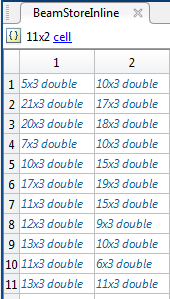 BeamStoreInline
{} 11x2 cell
1 2
1 5x3 double 10x3 double
2 21x3 double 17x3 double
3 20x3 double 18x3 double
4 7x3 double 10x3 double
5 10x3 double 15x3 double
6 17x3 double 19x3 double
7 11x3 double 15x3 double
8 12x3 double 9x3 double
9 13x3 double 10x3 double
10 11x3 double 6x3 double
11 13x3 double 11x3 double